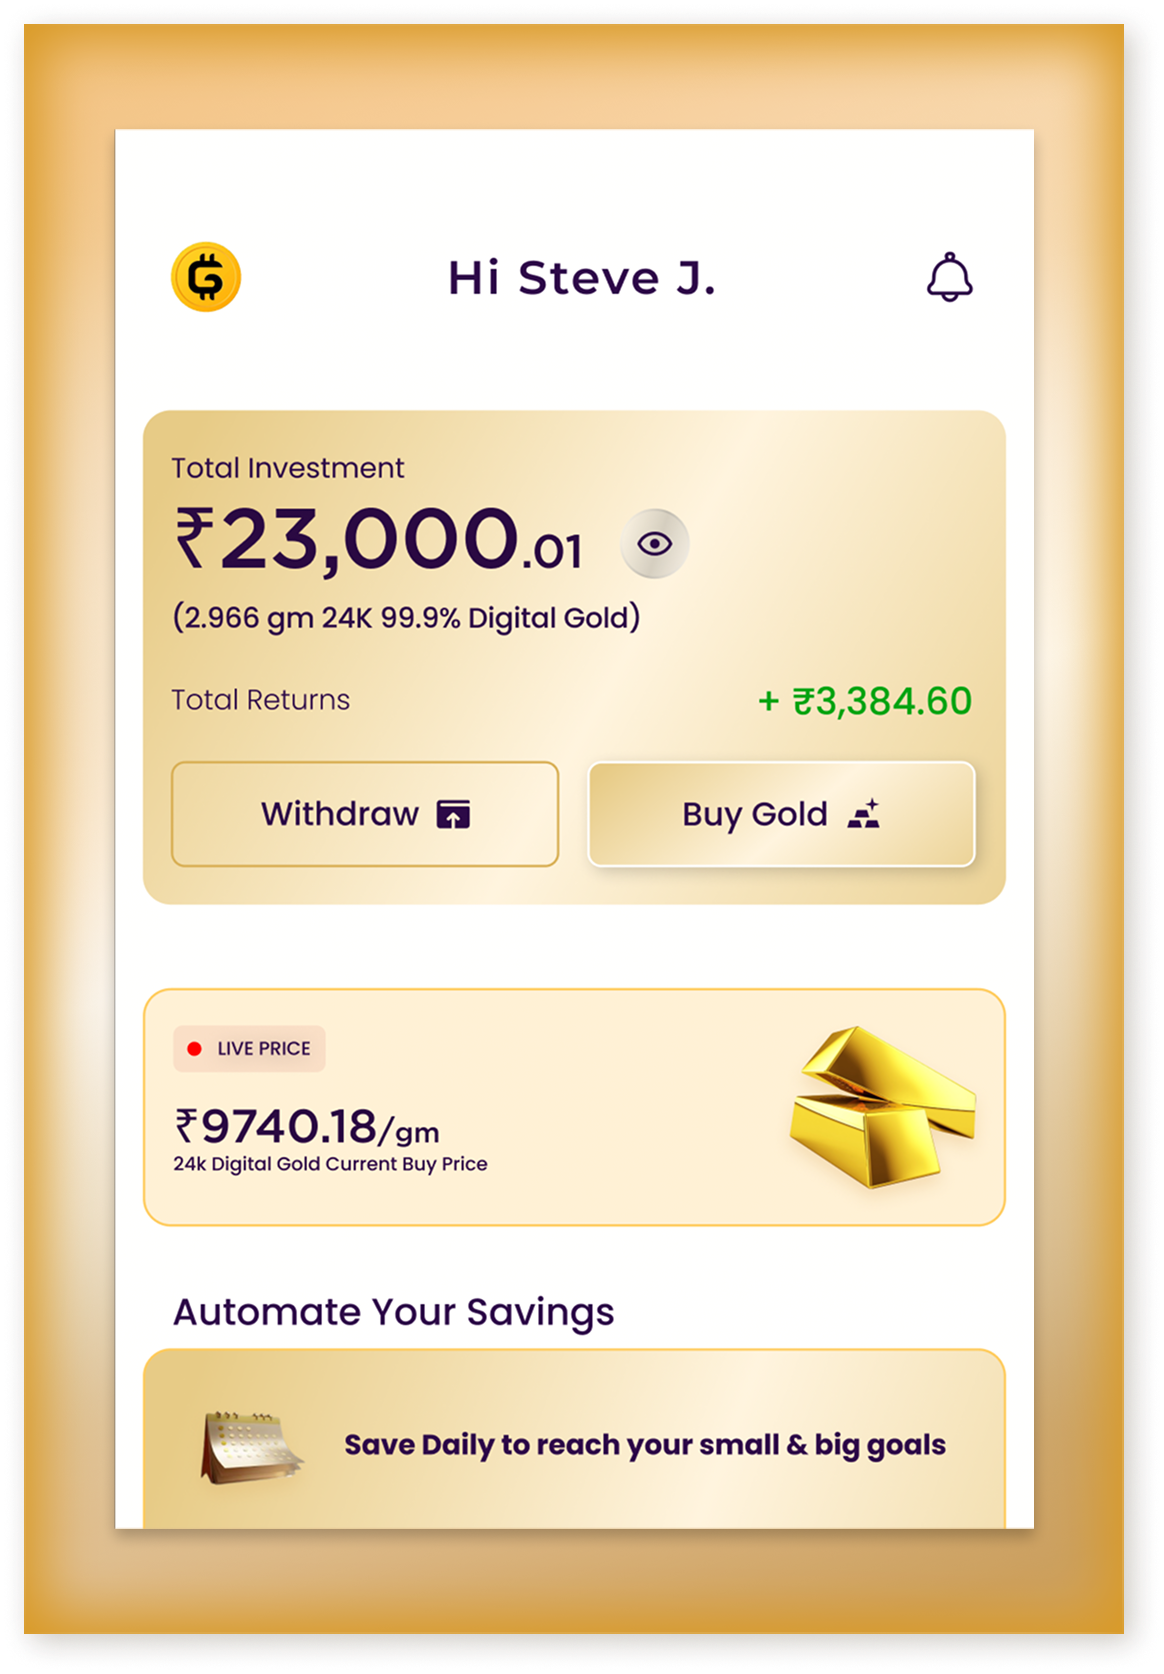 Hi Steve J.
Total Investment
₹23,000.01
(2.966 gm 24K 99.9% Digital Gold)
Total Returns
+ ₹3,384.60
Withdraw
Buy Gold
LIVE PRICE
₹9740.18/gm
24k Digital Gold Current Buy Price
Automate Your Savings
Save Daily to reach your small & big goals